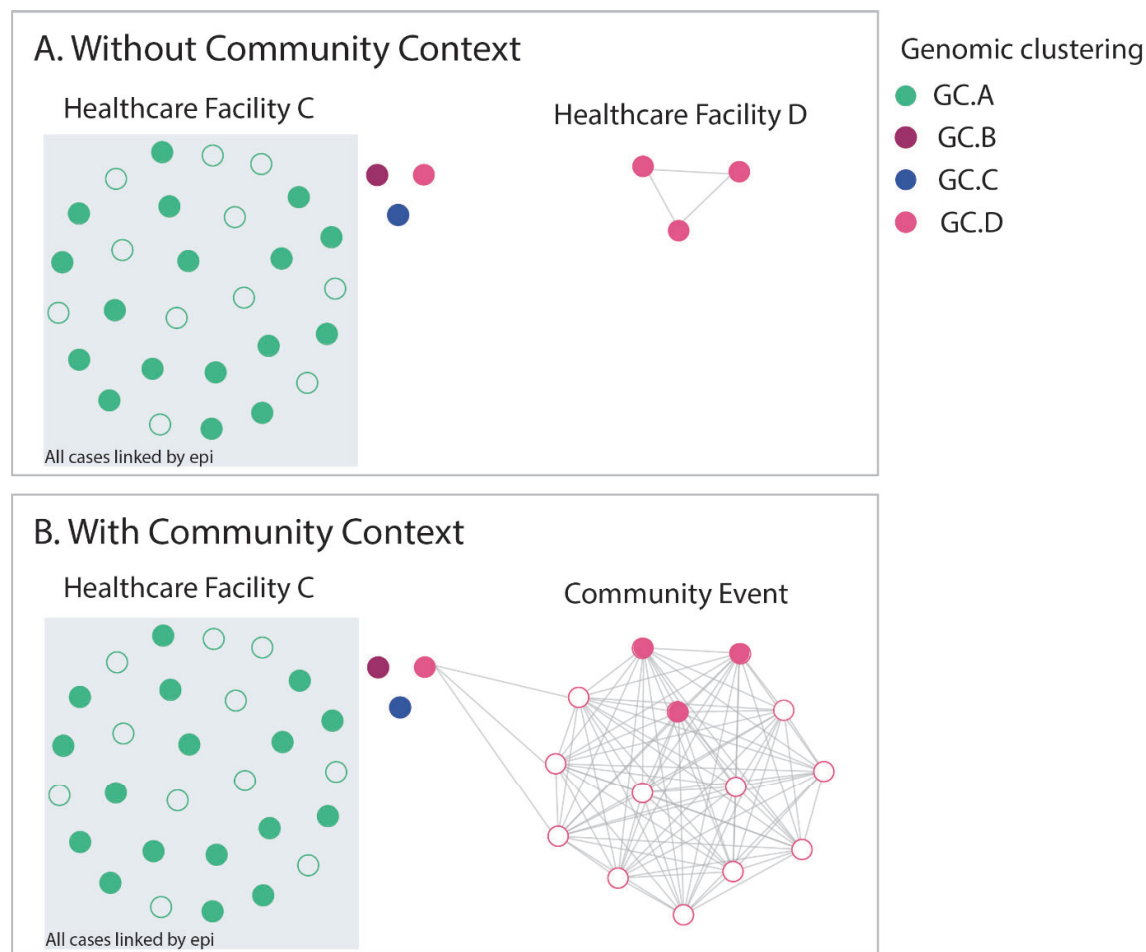 A. Without Community Context
Healthcare Facility C
Healthcare Facility D
All cases linked by epi
Genomic clustering
GC.A
GC.B
GC.C
GC.D
B. With Community Context
Healthcare Facility C
Community Event
All cases linked by epi